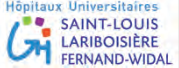 Hôpitaux Universitaires
SAINT-LOUIS
LARIBOISIÈRE
FERNAND-WIDAL